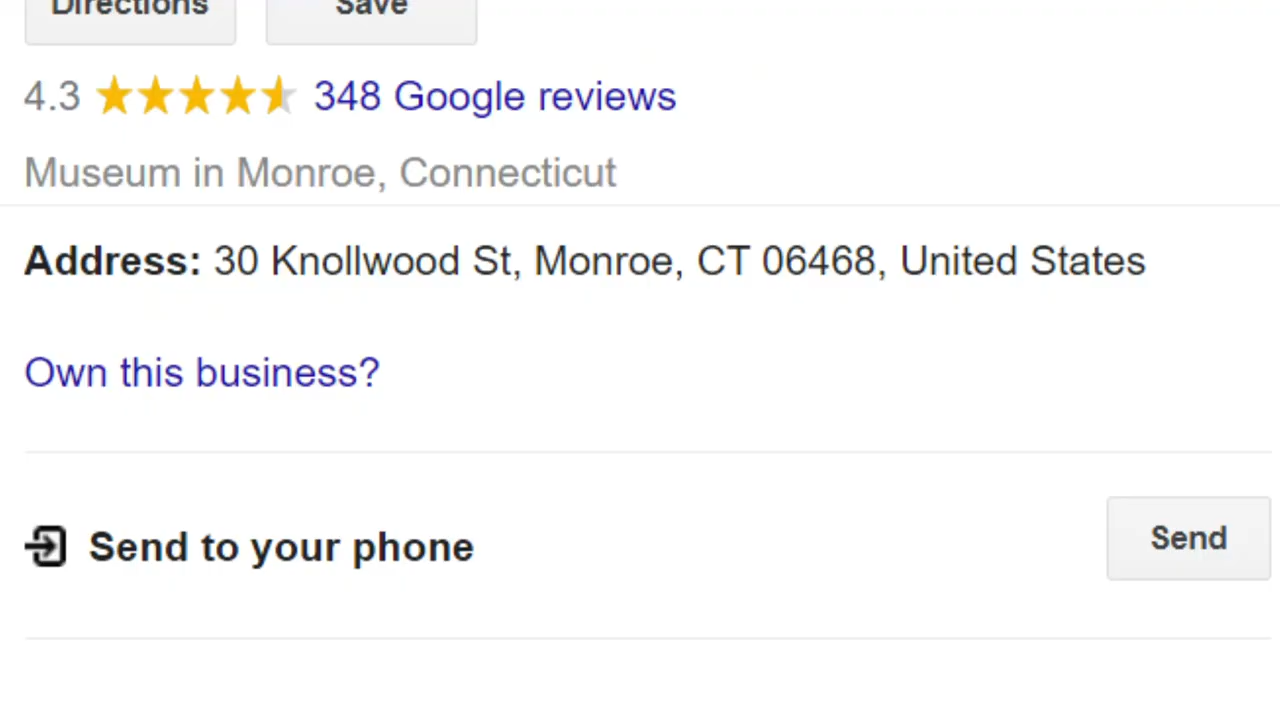 Directions Save
4.3 348 Google reviews
Museum in Monroe, Connecticut
Address: 30 Knollwood St, Monroe, CT 06468, United States
Own this business?
Send to your phone Send